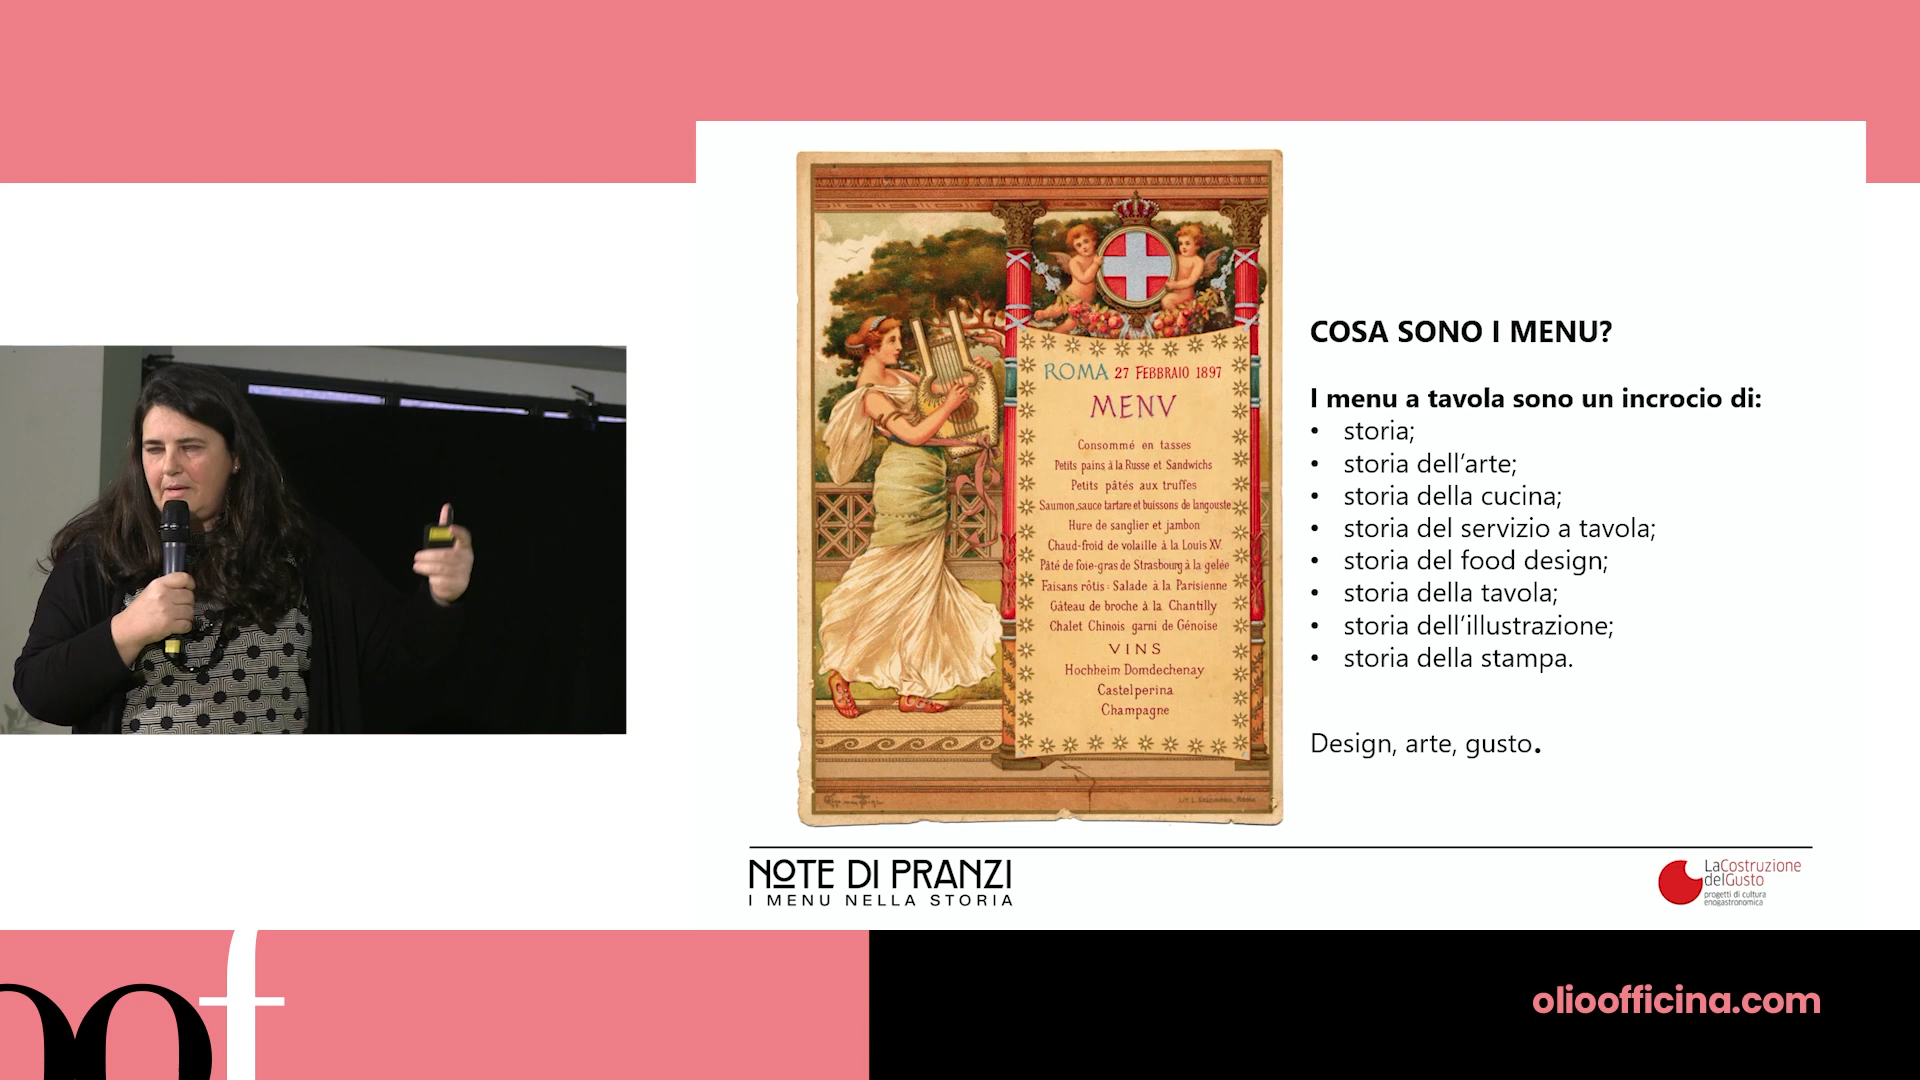 ROMA 27 FEBBRAIO 1897
MENV
Consommé en tasses
Petits pains à la Russe et Sandwichs
Petits pâtés aux truffes
Saumon, sauce tartare et buissons de langouste
Hure de sanglier et jambon
Chaud-froid de volaille à la Louis XV.
Pâté de foie-gras de Strasbourg à la gelée
Faisans rôtis: Salade à la Parisienne
Gâteau de broche à la Chantilly
Chalet Chinois garni de Génoise
VINS
Hochheim Domdechenay
Castelperina
Champagne
COSA SONO I MENU?
I menu a tavola sono un incrocio di:
• storia;
• storia dell'arte;
• storia della cucina;
• storia del servizio a tavola;
• storia del food design;
• storia della tavola;
• storia dell'illustrazione;
• storia della stampa.
Design, arte, gusto.
NOTE DI PRANZI
I MENU NELLA STORIA
LaCostruzione
delGusto
progetti di cultura
enogastronomica
oof
olioofficina.com